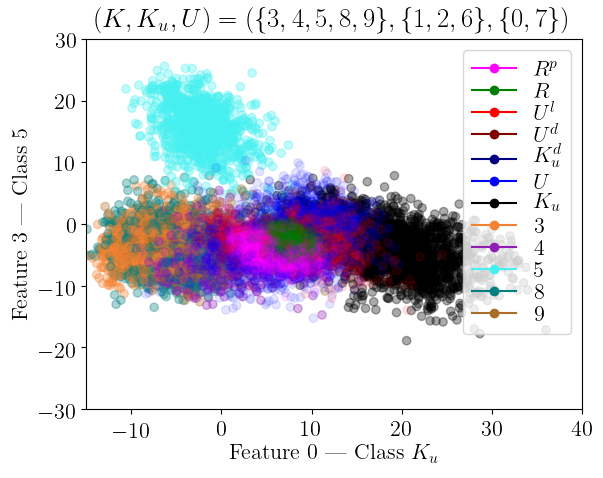 (K, K_u, U) = ({3, 4, 5, 8, 9}, {1, 2, 6}, {0, 7})
30
20
10
0
−10
−20
−30
Feature 3 — Class 5
R^p
R
U^l
U^d
K_u^d
U
K_u
3
4
5
8
9
−10
0
10
20
30
40
Feature 0 — Class K_u